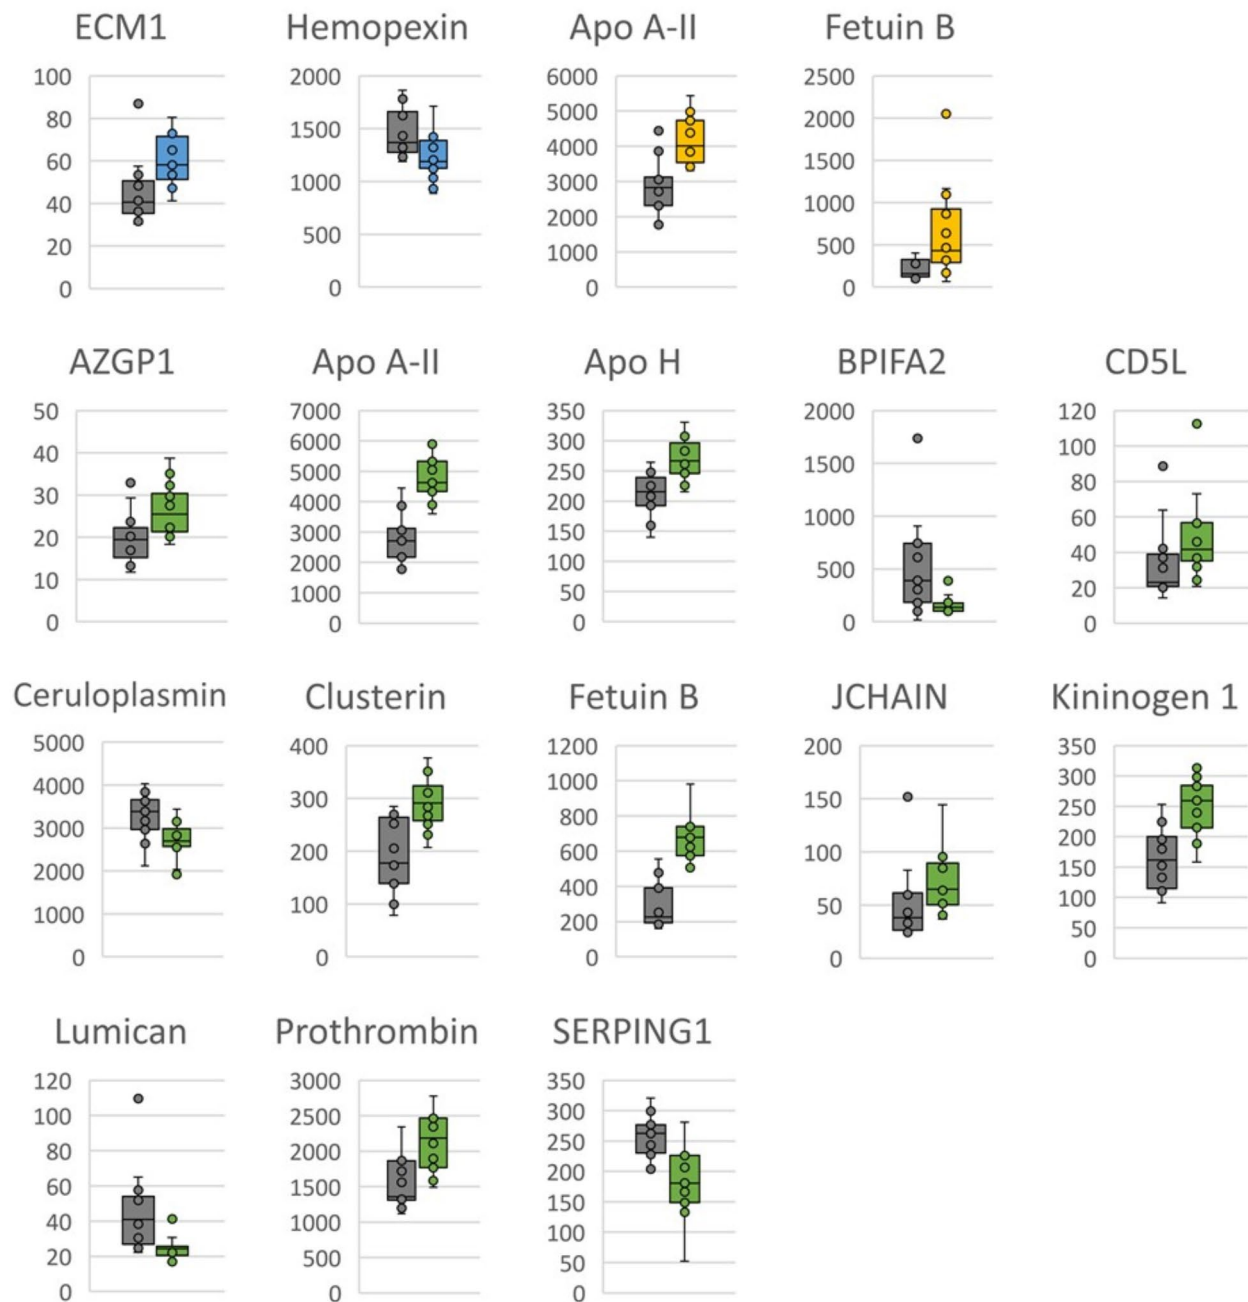 ECM1 Hemopexin Apo A-II Fetuin B
100 2000 6000 2500
80 1500 5000 2000
60 1000 4000 1500
40 500 3000 1000
20 0 2000 500
0 1000 0
0
AZGP1 Apo A-II Apo H BPIFA2 CD5L
50 7000 350 2000 120
40 6000 300 1500 100
30 5000 250 1000 80
20 4000 200 500 60
10 3000 150 0 40
0 2000 100 20
1000 50 0
0 0
Ceruloplasmin Clusterin Fetuin B JCHAIN Kininogen 1
5000 400 1200 200 350
4000 300 1000 150 300
3000 200 800 100 250
2000 100 600 50 200
1000 0 400 0 150
0 200 100
0 50
0
Lumican Prothrombin SERPING1
120 3000 350
100 2500 300
80 2000 250
60 1500 200
40 1000 150
20 500 100
0 0 50
0